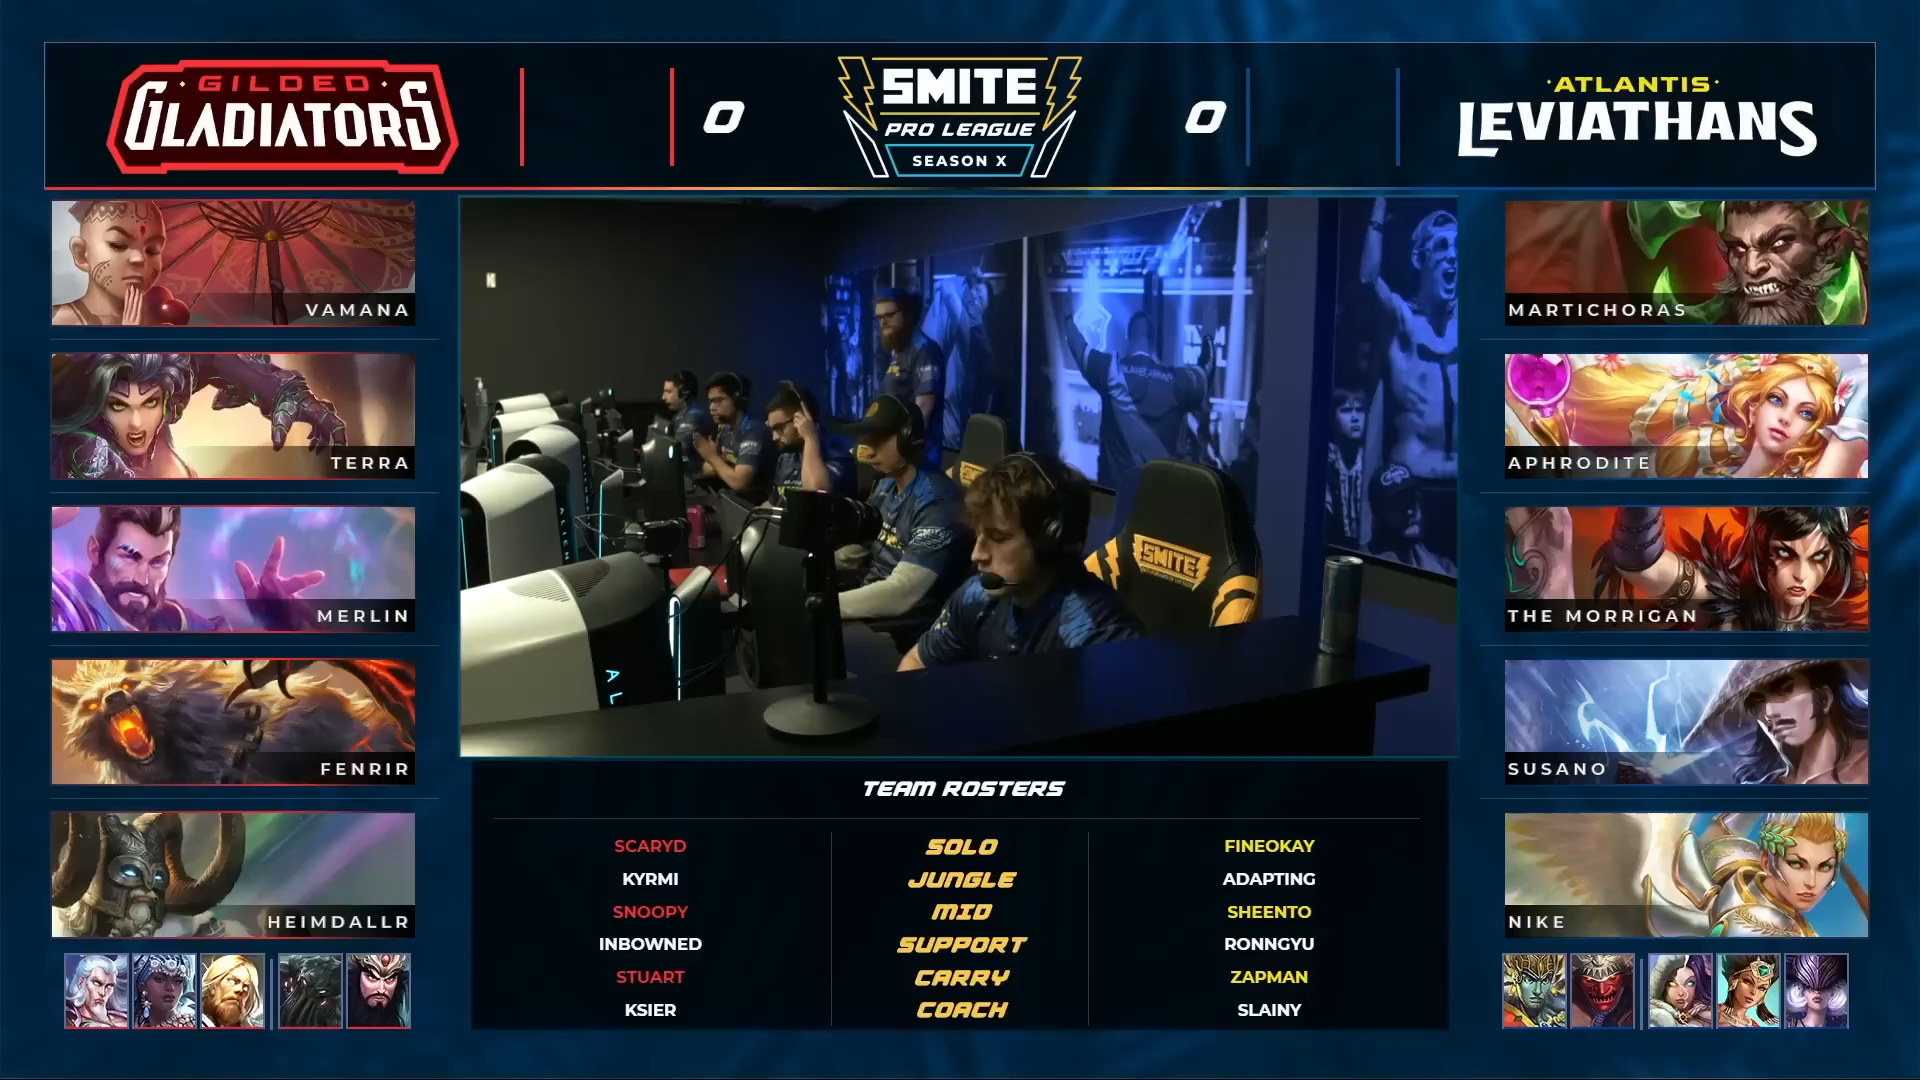 GILDED
GLADIATORS
0
SMITE
PRO LEAGUE
SEASON X
0
ATLANTIS
LEVIATHANS
VAMANA
TERRA
MERLIN
FENRIR
HEIMDALLR
SMITE
AL
MARTICHORAS
APHRODITE
THE MORRIGAN
SUSANO
NIKE
TEAM ROSTERS
SCARYD SOLO FINEOKAY
KYRMI JUNGLE ADAPTING
SNOOPY MID SHEENTO
INBOWNED SUPPORT RONNGYU
STUART CARRY ZAPMAN
KSIER COACH SLAINY